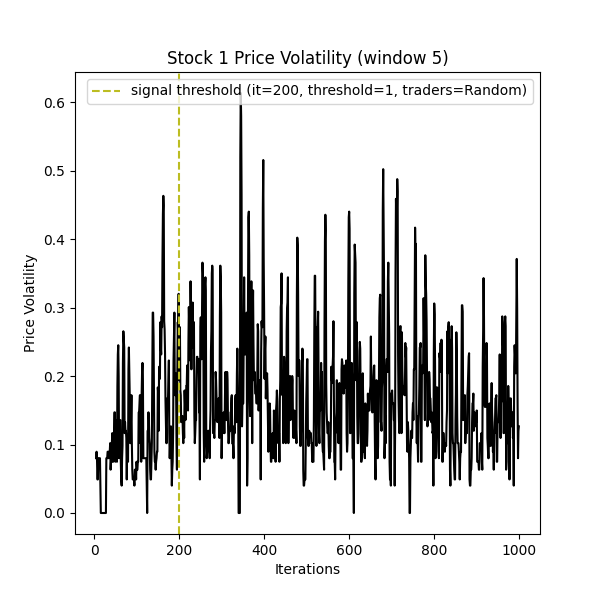 Stock 1 Price Volatility (window 5)
signal threshold (it=200, threshold=1, traders=Random)
0.6
0.5
0.4
0.3
0.2
0.1
0.0
Price Volatility
0 200 400 600 800 1000
Iterations